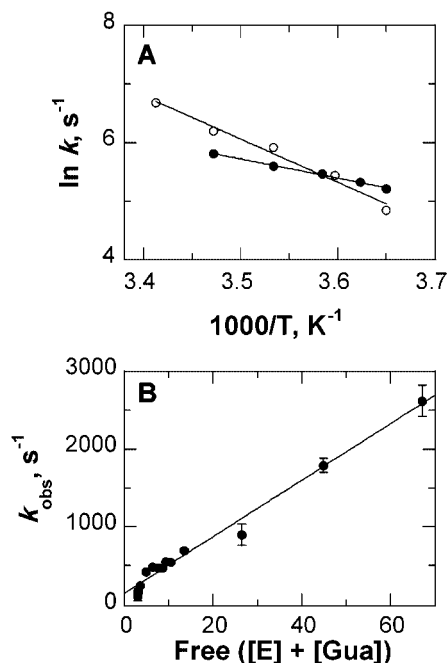 A
8
6
4
ln k, s⁻¹
3.4 3.5 3.6 3.7
1000/T, K⁻¹
B
3000
2000
1000
0
k_obs, s⁻¹
0 20 40 60
Free ([E] + [Gua])